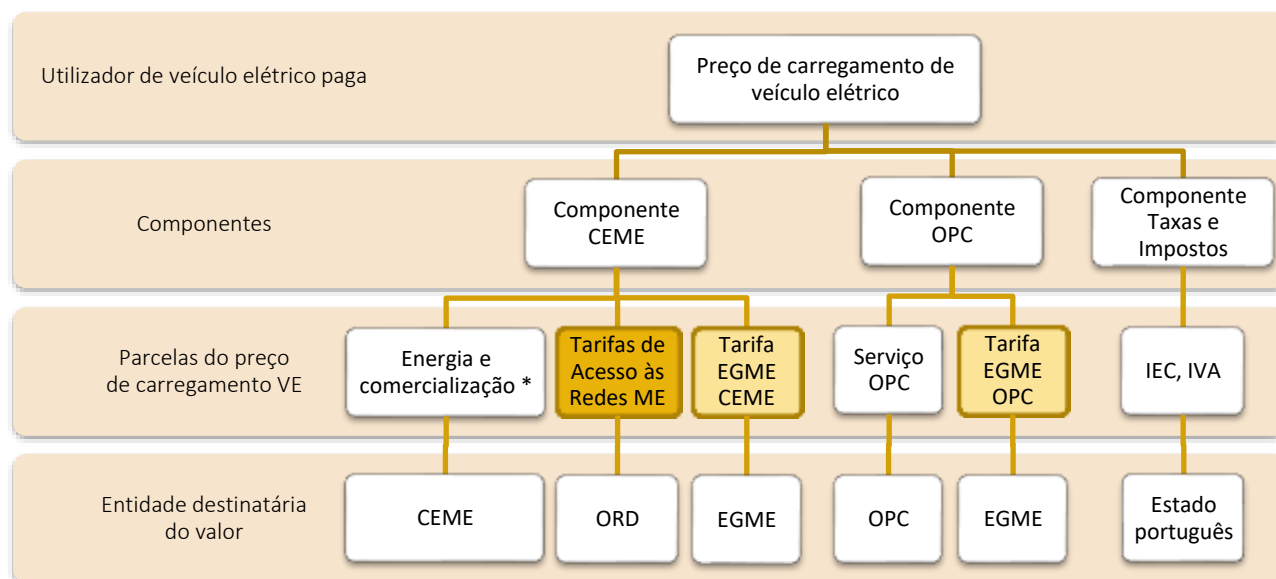 Utilizador de veículo elétrico paga
Preço de carregamento de
veículo elétrico
Componentes
Componente
CEME
Componente
OPC
Componente
Taxas e
Impostos
Parcelas do preço
de carregamento VE
Energia e
comercialização *
Tarifas de
Acesso às
Redes ME
Tarifa
EGME
CEME
Serviço
OPC
Tarifa
EGME
OPC
IEC, IVA
Entidade destinatária
do valor
CEME
ORD
EGME
OPC
EGME
Estado
português